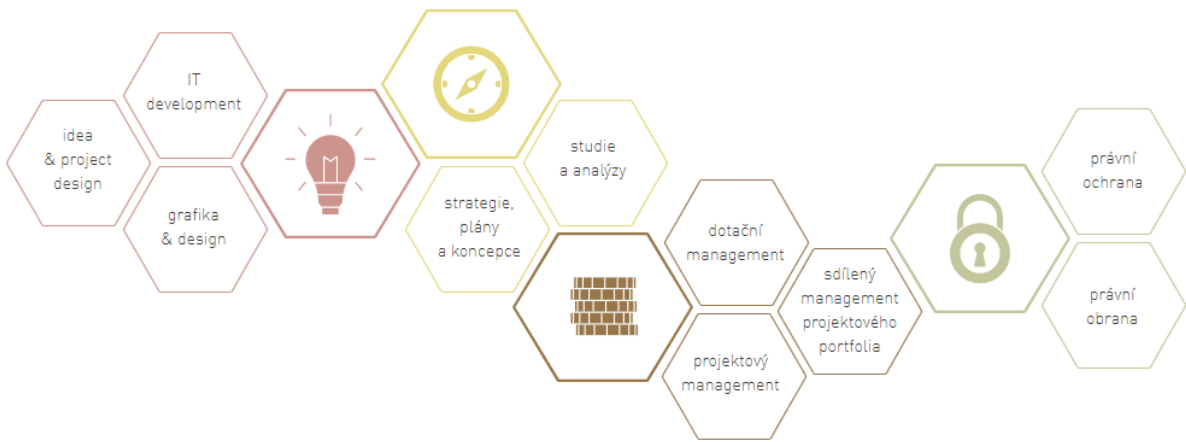 idea
& project
design
IT
development
grafika
& design
strategie,
plány
a koncepce
studie
a analýzy
dotační
management
projektový
management
sdílený
management
projektového
portfolia
právní
ochrana
právní
obrana